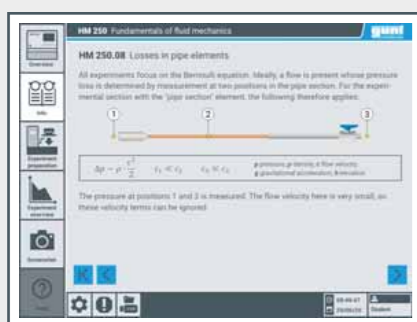 HM 250 Fundamentals of fluid mechanics
gunt
Overview
HM 250.08 Losses in pipe elements
All experiments focus on the Bernoulli equation. Ideally, a flow is present whose pressure
loss is determined by measurement at two positions in the pipe section. For the experi-
mental section with the "pipe section" element, the following therefore applies:
Info
1
2
3
Experiment
preparation
p pressure, ρ density, c flow velocity,
g gravitational acceleration, h elevation
Experiment
overview
The pressure at positions 1 and 2 is measured. The flow velocity here is very small, so
these velocity terms can be ignored
Screenshot
Student